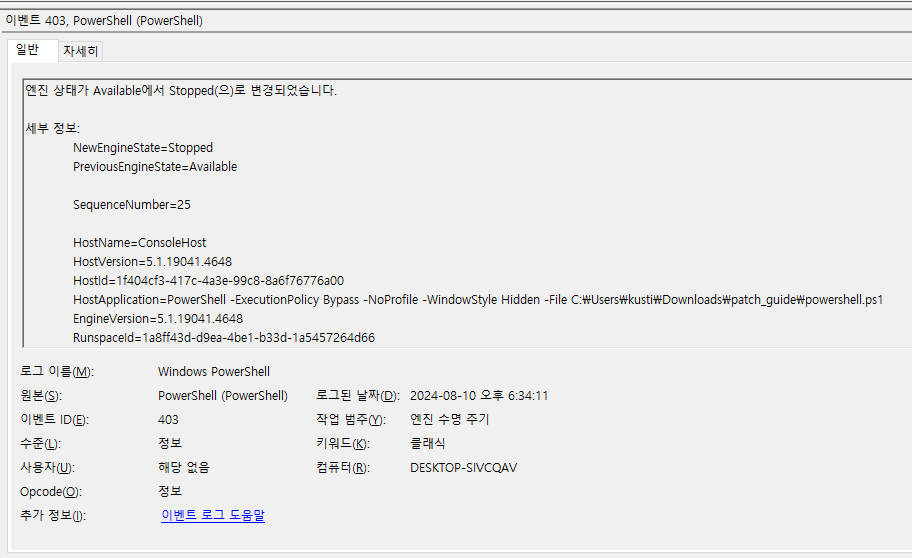 이벤트 403, PowerShell (PowerShell)
일반 자세히
엔진 상태가 Available에서 Stopped(으)로 변경되었습니다.
세부 정보:
NewEngineState=Stopped
PreviousEngineState=Available
SequenceNumber=25
HostName=ConsoleHost
HostVersion=5.1.19041.4648
HostId=1f404cf3-417c-4a3e-99c8-8a6f76776a00
HostApplication=PowerShell -ExecutionPolicy Bypass -NoProfile -WindowStyle Hidden -File C:₩Users₩kusti₩Downloads₩patch_guide₩powershell.ps1
EngineVersion=5.1.19041.4648
RunspaceId=1a8ff43d-d9ea-4be1-b33d-1a5457264d66
로그 이름(M): Windows PowerShell
원본(S): PowerShell (PowerShell) 로그된 날짜(D): 2024-08-10 오후 6:34:11
이벤트 ID(E): 403 작업 범주(Y): 엔진 수명 주기
수준(L): 정보 키워드(K): 클래식
사용자(U): 해당 없음 컴퓨터(R): DESKTOP-SIVCQAV
Opcode(O): 정보
추가 정보(I): 이벤트 로그 도움말